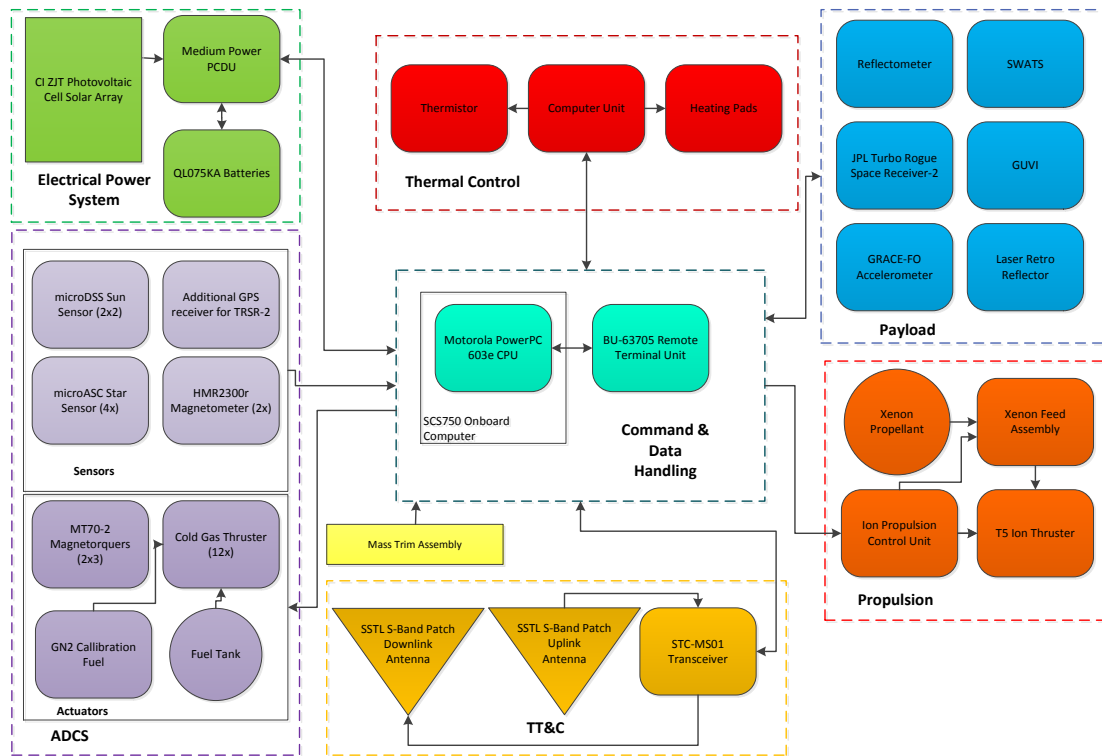 CI ZJT Photovoltaic
Cell Solar Array
Medium Power
PCDU
QL075KA Batteries
Electrical Power
System
Thermistor
Computer Unit
Heating Pads
Thermal Control
Reflectometer
SWATS
JPL Turbo Rogue
Space Receiver-2
GUVI
GRACE-FO
Accelerometer
Laser Retro
Reflector
Payload
microDSS Sun
Sensor (2x2)
Additional GPS
receiver for TRSR-2
microASC Star
Sensor (4x)
HMR2300r
Magnetometer (2x)
Sensors
MT70-2
Magnetorquers
(2x3)
Cold Gas Thruster
(12x)
GN2 Callibration
Fuel
Fuel Tank
Actuators
ADCS
Motorola PowerPC
603e CPU
BU-63705 Remote
Terminal Unit
SCS750 Onboard
Computer
Command &
Data
Handling
Mass Trim Assembly
Xenon
Propellant
Xenon Feed
Assembly
Ion Propulsion
Control Unit
T5 Ion Thruster
Propulsion
SSTL S-Band Patch
Downlink
Antenna
SSTL S-Band Patch
Uplink
Antenna
STC-MS01
Transceiver
TT&C